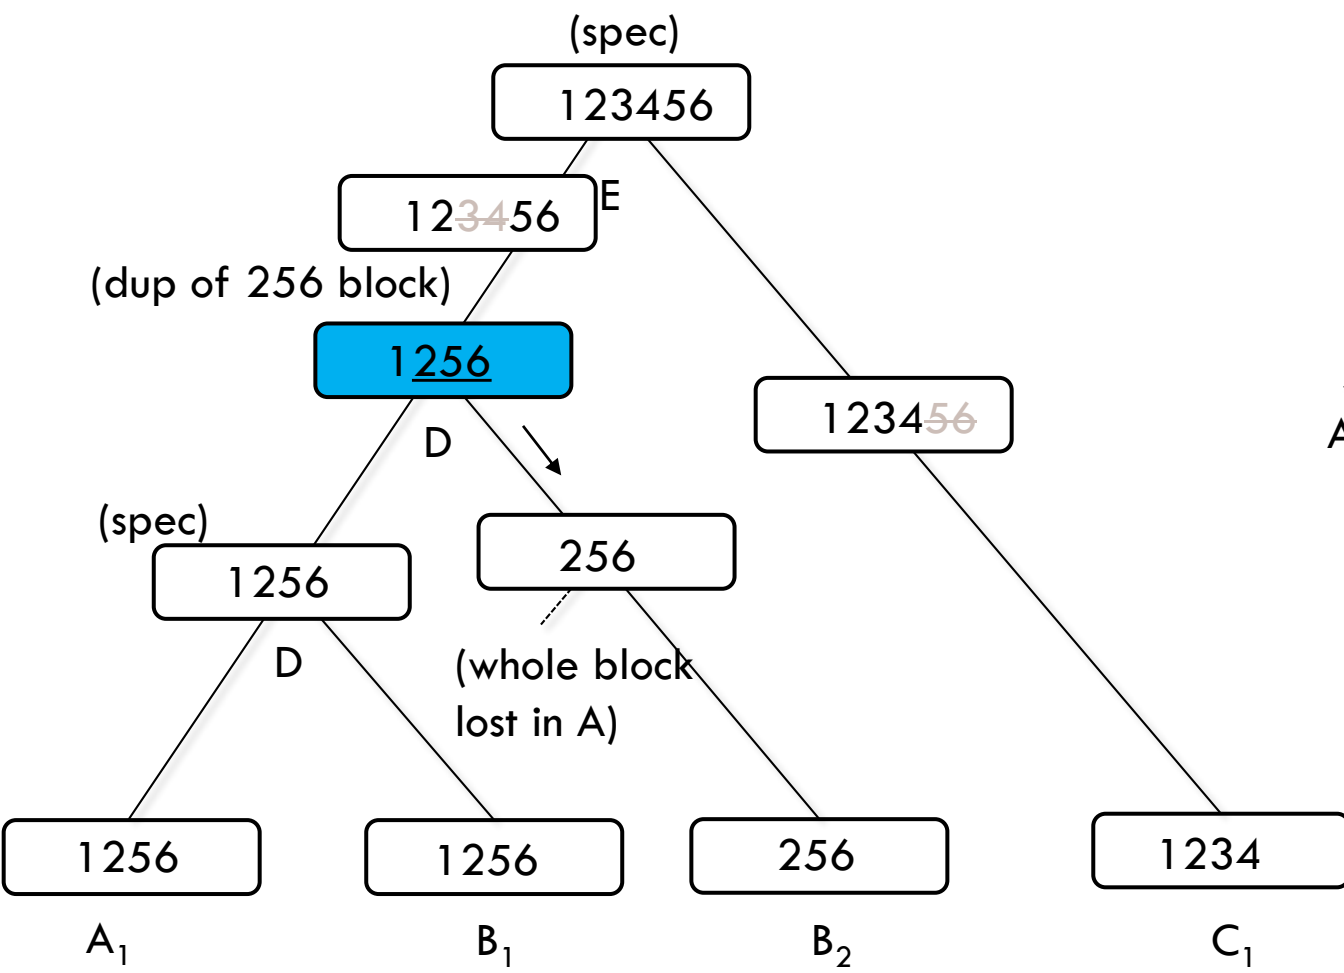 (spec)
123456
E
123456
(dup of 256 block)
1256
123456
D
A
(spec)
256
1256
(whole block
lost in A)
D
1256
1256
256
1234
A1
B1
B2
C1